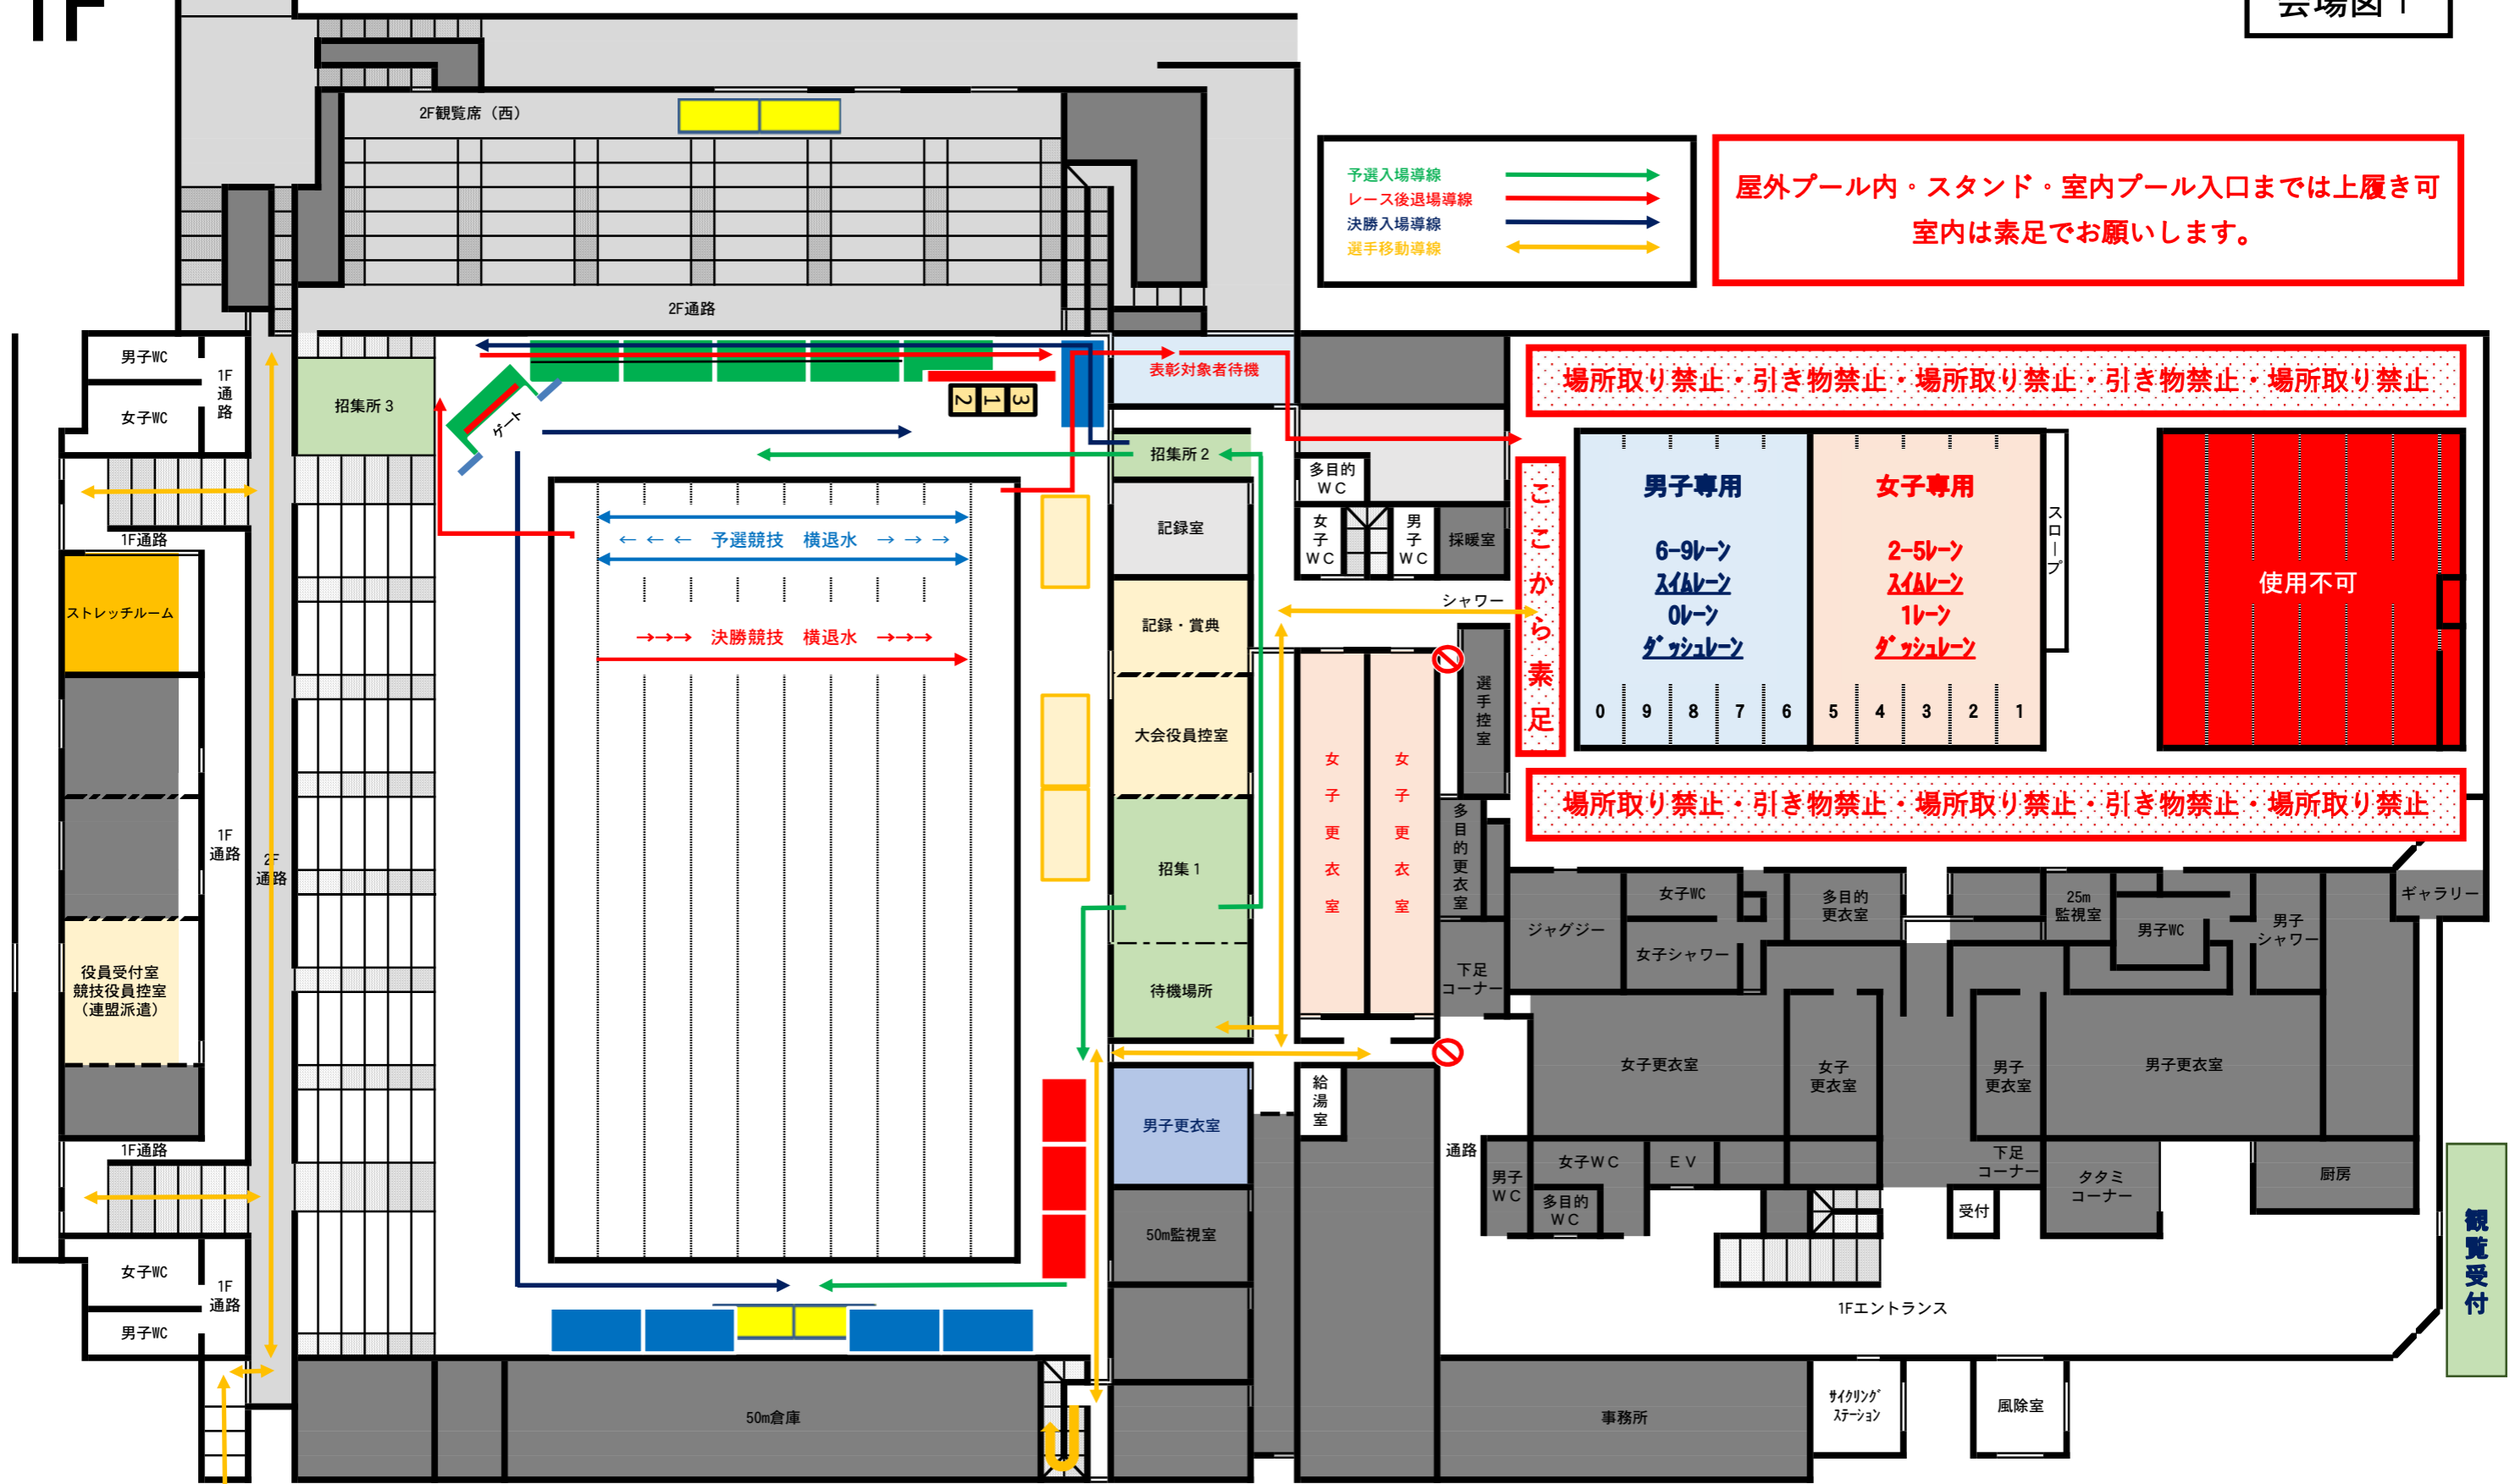 1F
会場図1
2F観覧席（西）
予選入場導線
レース後退場導線
決勝入場導線
選手移動導線
屋外プール内・スタンド・室内プール入口までは上履き可
室内は素足でお願いします。
2F通路
男子WC
女子WC
1F
通
路
招集所３
ゲート
2
1
3
表彰対象者待機
場所取り禁止・引き物禁止・場所取り禁止・引き物禁止・場所取り禁止
招集所２
多目的
ＷＣ
女
子
ＷＣ
男
子
ＷＣ
採暖室
記録室
← ← ← 予選競技 横退水 → → →
→→→ 決勝競技 横退水 →→→
1F通路
ストレッチルーム
記録・賞典
シャワー
ここから素足
男子専用
6-9ﾚｰﾝ
ｽｲﾑﾚｰﾝ
0ﾚｰﾝ
ﾀﾞｯｼｭﾚｰﾝ
0 9 8 7 6
女子専用
2-5ﾚｰﾝ
ｽｲﾑﾚｰﾝ
1ﾚｰﾝ
ﾀﾞｯｼｭﾚｰﾝ
5 4 3 2 1
スロープ
使用不可
選手控室
大会役員控室
女子更衣室
女子更衣室
多目的更衣室
場所取り禁止・引き物禁止・場所取り禁止・引き物禁止・場所取り禁止
1F
通路
2F
通路
招集１
待機場所
役員受付室
競技役員控室
（連盟派遣）
下足
コーナー
ジャグジー
女子WC
女子シャワー
多目的
更衣室
25m
監視室
男子WC
男子
シャワー
ギャラリー
女子更衣室
女子
更衣室
男子
更衣室
男子更衣室
給湯室
男子更衣室
1F通路
通路
男子
ＷＣ
女子ＷＣ
多目的
ＷＣ
ＥＶ
下足
コーナー
受付
タタミ
コーナー
厨房
観覧受付
50m監視室
女子WC
男子WC
1F
通路
1Fエントランス
50m倉庫
事務所
ｻｲｸﾘﾝｸﾞ
ｽﾃｰｼｮﾝ
風除室